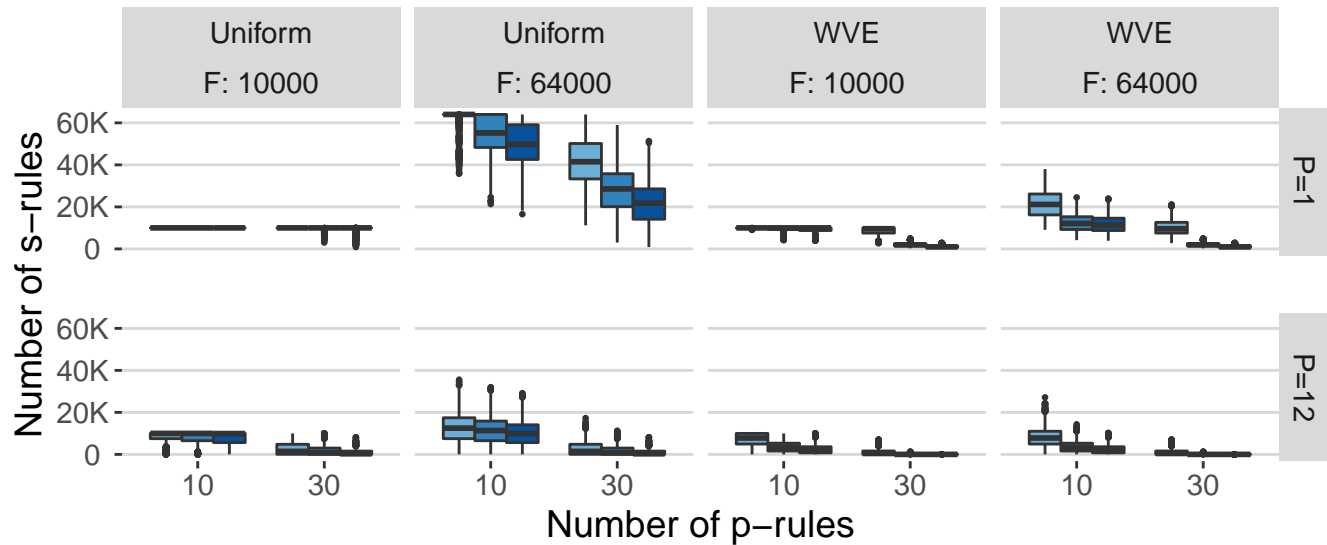 Uniform
F: 10000
Uniform
F: 64000
WVE
F: 10000
WVE
F: 64000
Number of s−rules
60K
40K
20K
0
P=1
60K
40K
20K
0
P=12
10
30
10
30
10
30
10
30
Number of p−rules